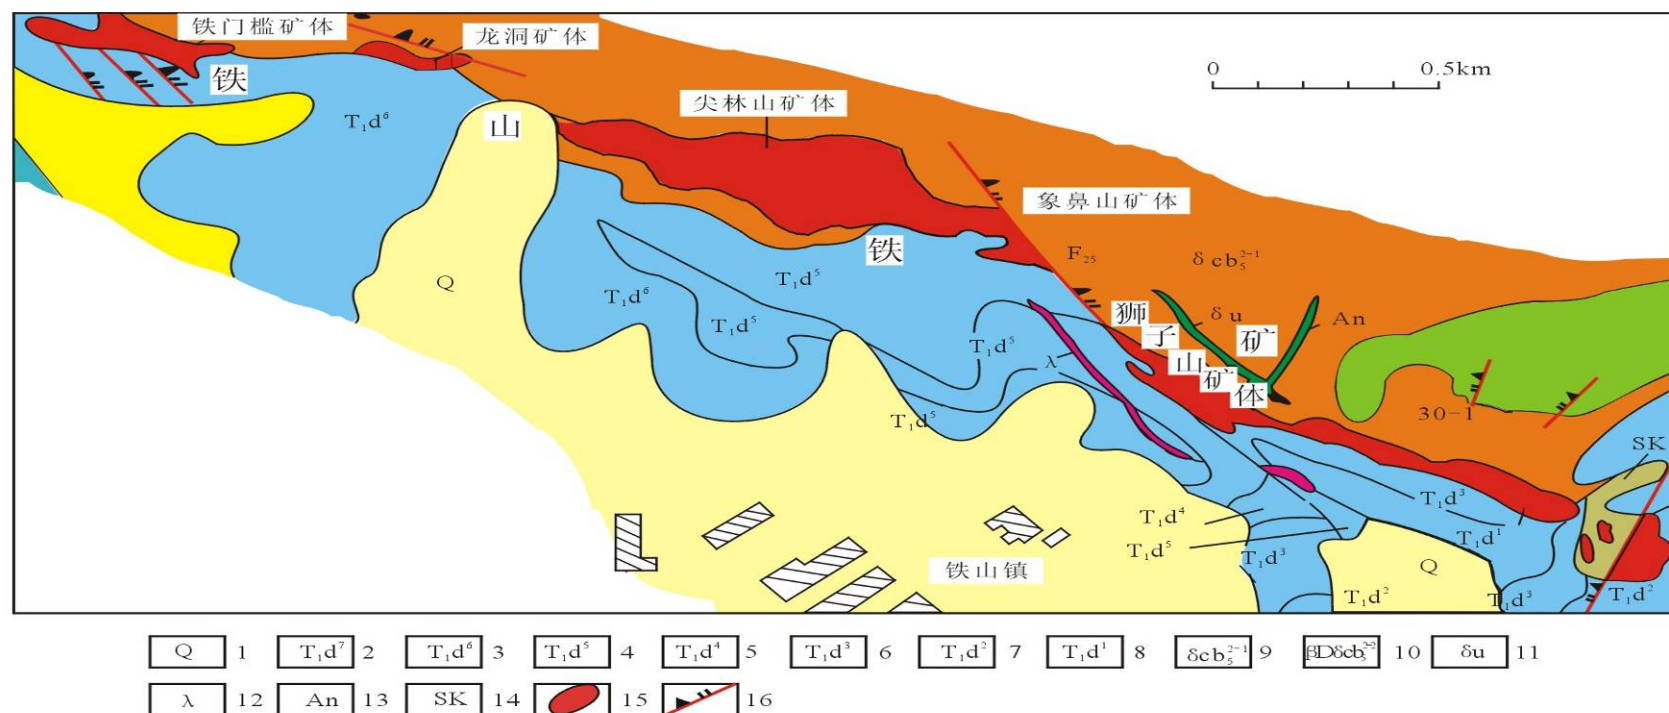 铁门槛矿体
龙洞矿体
铁
山
铁
矿
T₁d⁶
尖林山矿体
0 0.5km
象鼻山矿体
F₂₅
δcb₅²⁻¹
Q
T₁d⁵
T₁d⁶
T₁d⁵
T₁d⁵
T₁d⁵
λ
狮子山矿体
δu
An
30-1
SK
T₁d³
T₁d¹
T₁d⁴
T₁d⁵
T₁d³
T₁d²
Q
T₁d³
T₁d²
铁山镇
Q 1 T₁d⁷ 2 T₁d⁶ 3 T₁d⁵ 4 T₁d⁴ 5 T₁d³ 6 T₁d² 7 T₁d¹ 8 δcb₅²⁻¹ 9 βDδcb₅²⁻² 10 δu 11
λ 12 An 13 SK 14 15 16